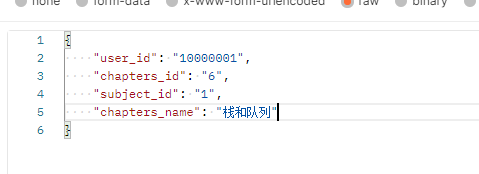 none form-data x-www-form-urlencoded raw binary
1 {
2 "user_id": "10000001",
3 "chapters_id": "6",
4 "subject_id": "1",
5 "chapters_name": "栈和队列"
6 }